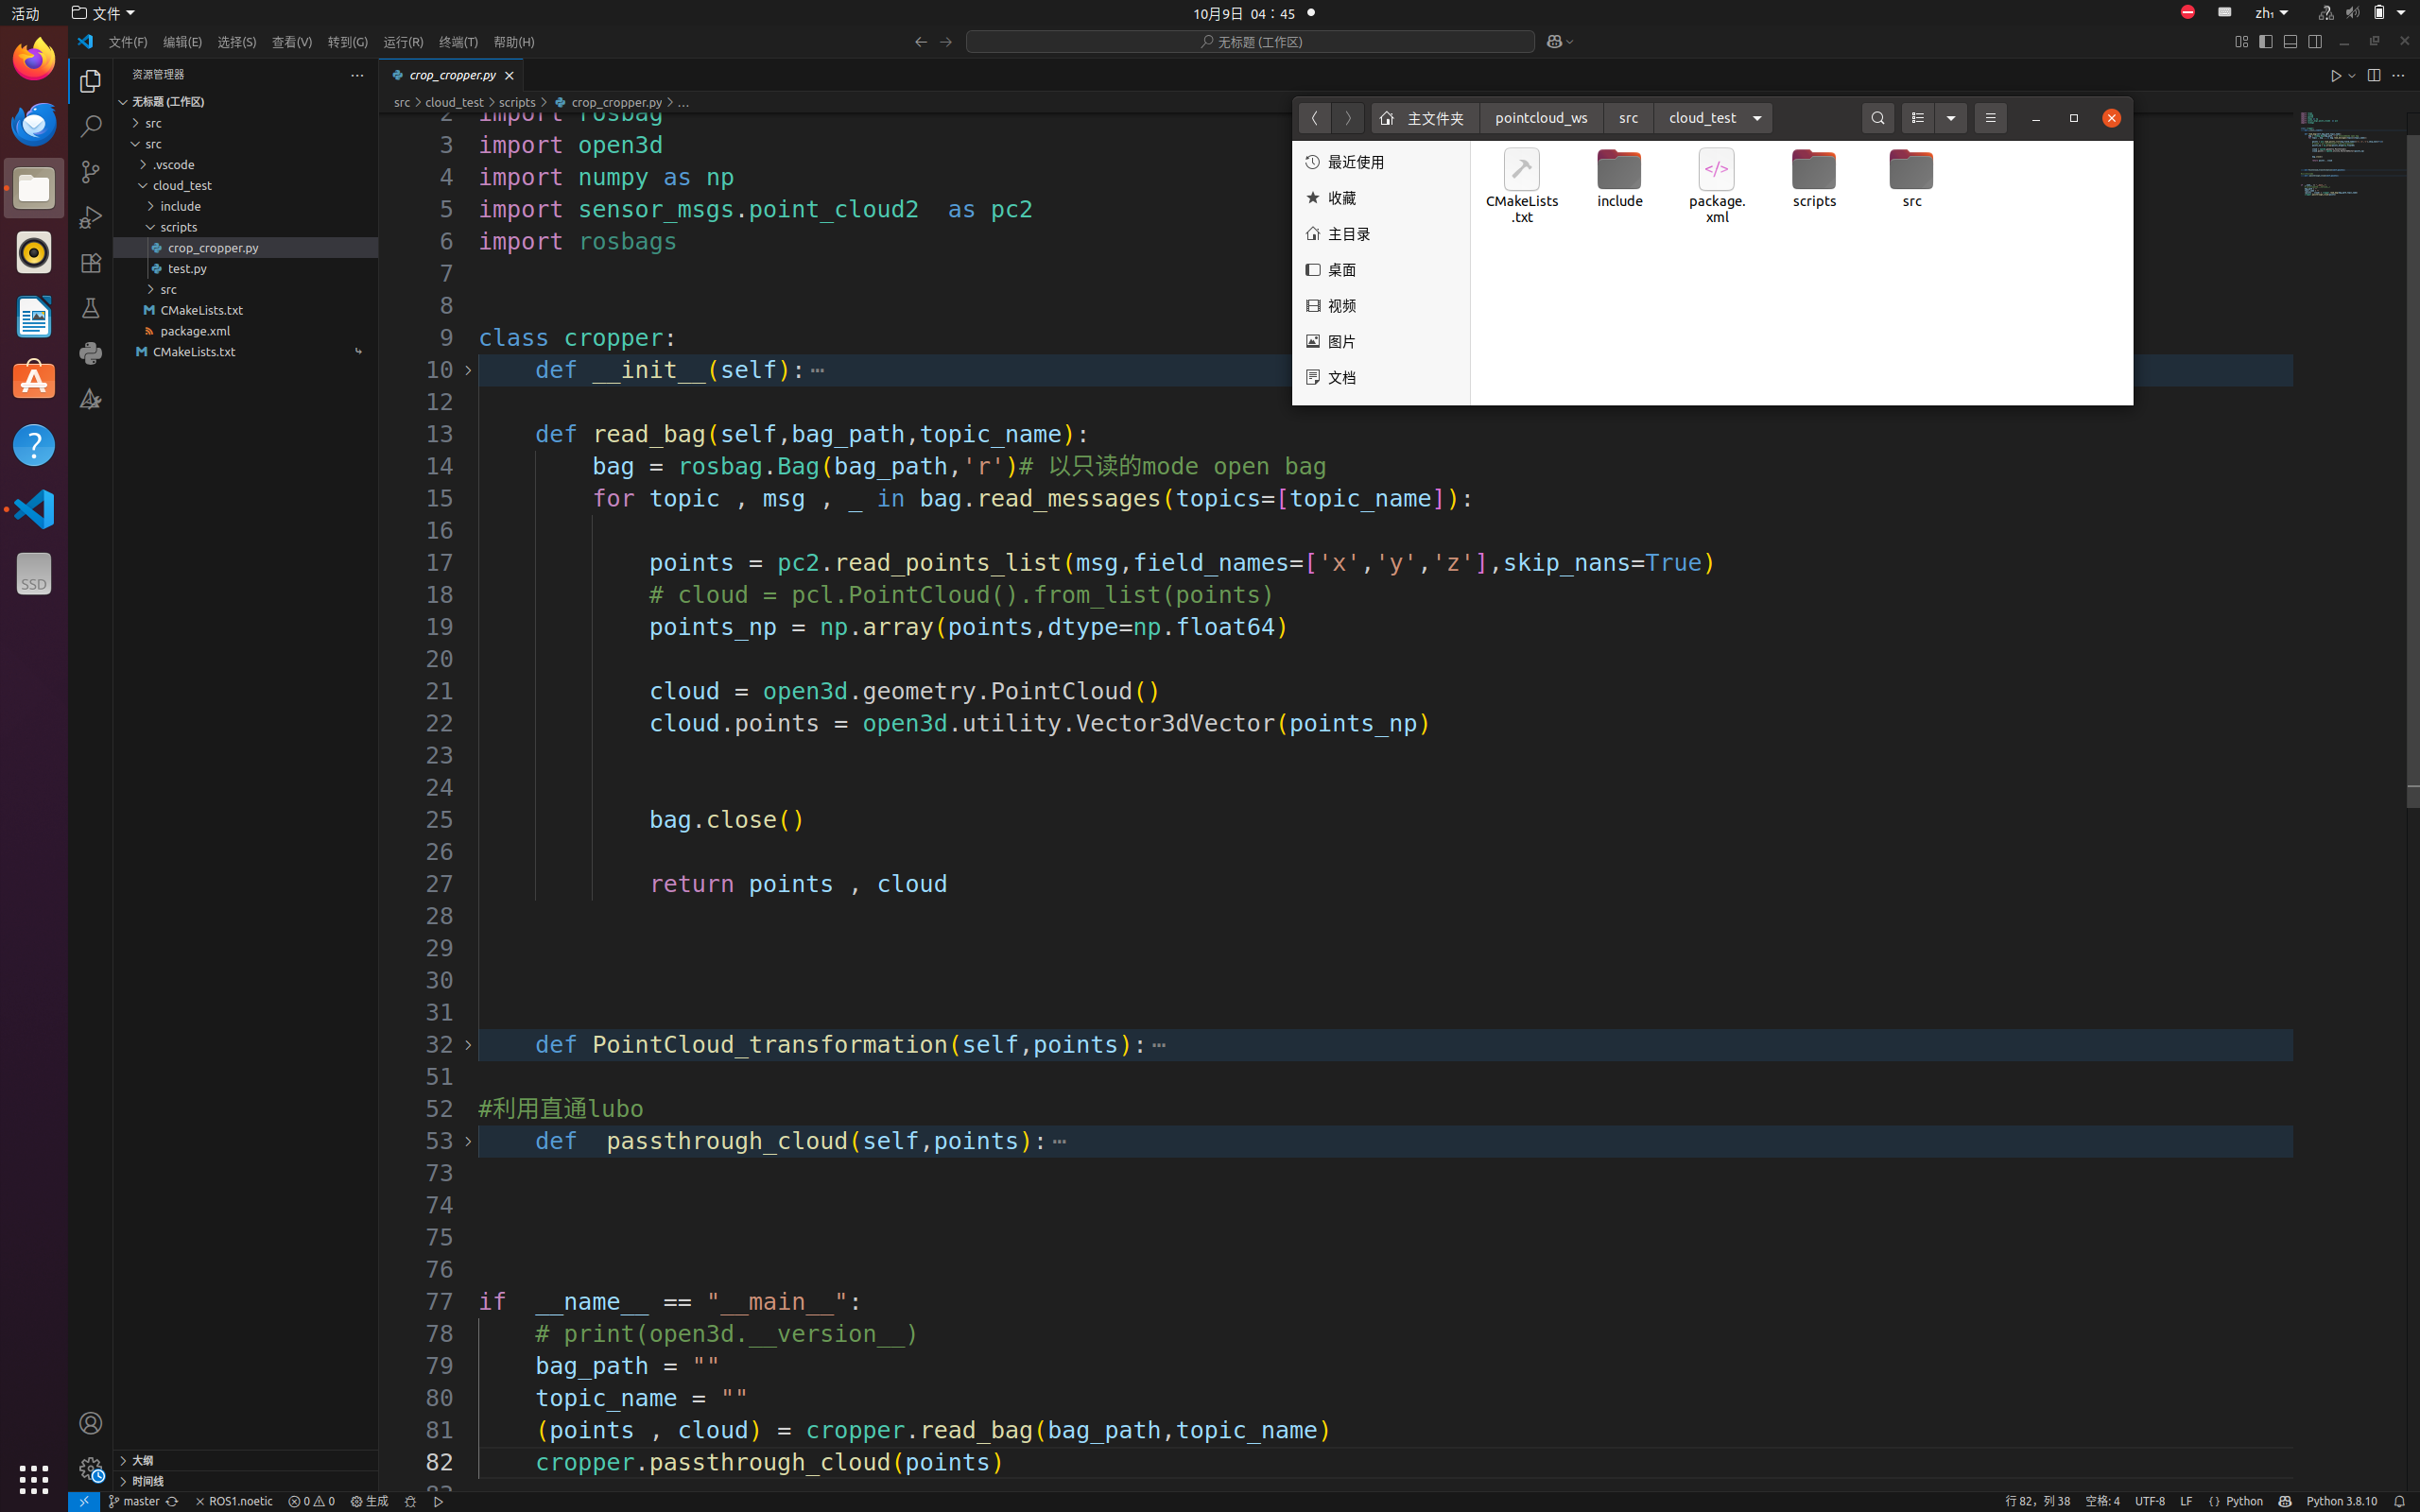 活动
文件
10月9日 04：45
zh₁
文件(F) 编辑(E) 选择(S) 查看(V) 转到(G) 运行(R) 终端(T) 帮助(H)
无标题 (工作区)
资源管理器
无标题 (工作区)
src
src
.vscode
cloud_test
include
scripts
crop_cropper.py
test.py
src
CMakeLists.txt
package.xml
CMakeLists.txt
大纲
时间线
SSD
crop_cropper.py
src > cloud_test > scripts > crop_cropper.py > ...
2 import rosbag
3 import open3d
4 import numpy as np
5 import sensor_msgs.point_cloud2  as pc2
6 import rosbags
7
8
9 class cropper:
10     def __init__(self):⋯
12
13     def read_bag(self,bag_path,topic_name):
14         bag = rosbag.Bag(bag_path,'r')# 以只读的mode open bag
15         for topic , msg , _ in bag.read_messages(topics=[topic_name]):
16
17             points = pc2.read_points_list(msg,field_names=['x','y','z'],skip_nans=True)
18             # cloud = pcl.PointCloud().from_list(points)
19             points_np = np.array(points,dtype=np.float64)
20
21             cloud = open3d.geometry.PointCloud()
22             cloud.points = open3d.utility.Vector3dVector(points_np)
23
24
25             bag.close()
26
27             return points , cloud
28
29
30
31
32     def PointCloud_transformation(self,points):⋯
51
52 #利用直通lubo
53     def  passthrough_cloud(self,points):⋯
73
74
75
76
77 if  __name__ == "__main__":
78     # print(open3d.__version__)
79     bag_path = ""
80     topic_name = ""
81     (points , cloud) = cropper.read_bag(bag_path,topic_name)
82     cropper.passthrough_cloud(points)
主文件夹 pointcloud_ws src cloud_test
最近使用
收藏
主目录
桌面
视频
图片
文档
CMakeLists
.txt
include
package.
xml
scripts
src
master ROS1.noetic 0 0 生成
行 82，列 38 空格: 4 UTF-8 LF {} Python Python 3.8.10